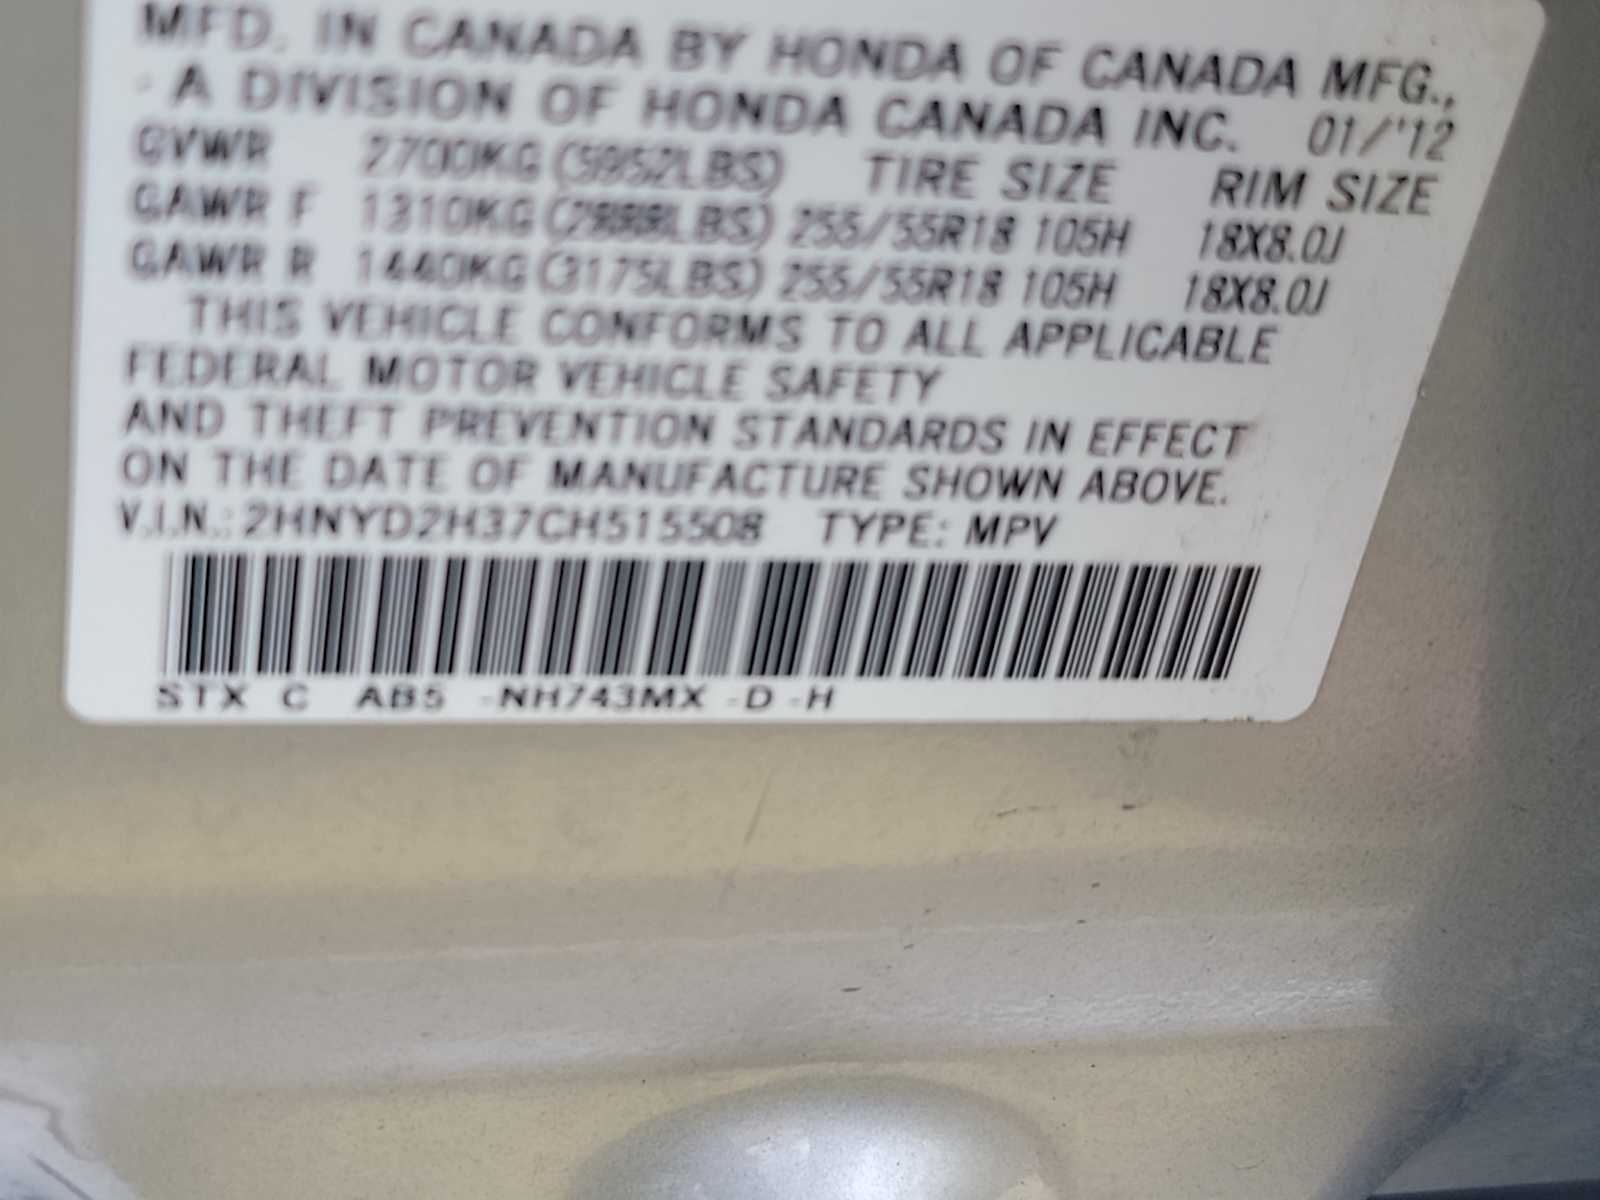 MFD. IN CANADA BY HONDA OF CANADA MFG.,
A DIVISION OF HONDA CANADA INC. 01/'12
GVWR 2700KG (5952LBS) TIRE SIZE RIM SIZE
GAWR F 1310KG (2888LBS) 255/55R18 105H 18X8.0J
GAWR R 1440KG (3175LBS) 255/55R18 105H 18X8.0J
THIS VEHICLE CONFORMS TO ALL APPLICABLE
FEDERAL MOTOR VEHICLE SAFETY
AND THEFT PREVENTION STANDARDS IN EFFECT
ON THE DATE OF MANUFACTURE SHOWN ABOVE.
V.I.N.: 2HNYD2H37CH515508 TYPE: MPV
STX C AB5 -NH743MX -D -H